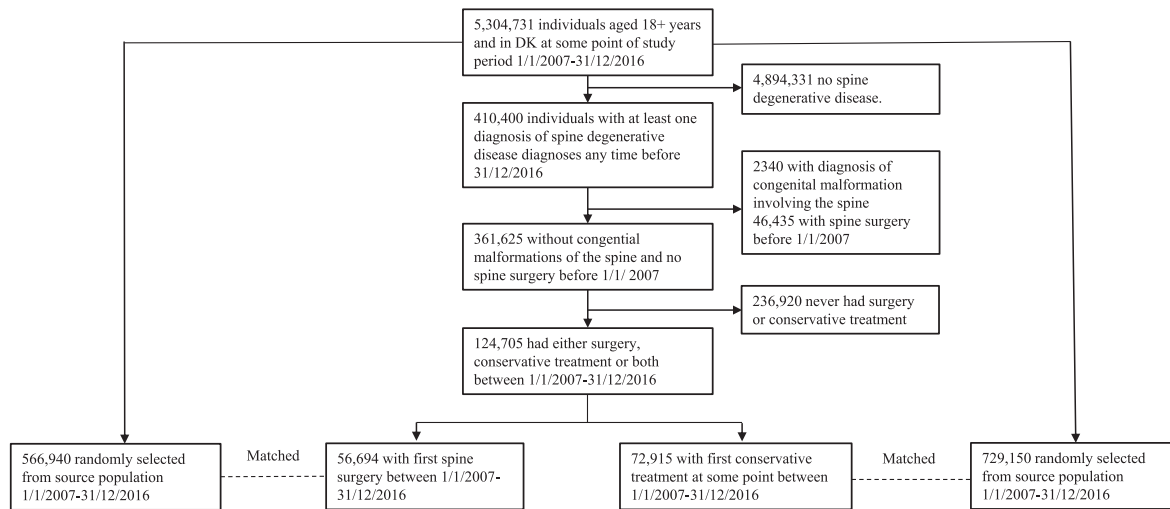 5,304,731 individuals aged 18+ years
and in DK at some point of study
period 1/1/2007-31/12/2016
4,894,331 no spine
degenerative disease.
410,400 individuals with at least one
diagnosis of spine degenerative
disease diagnoses any time before
31/12/2016
2340 with diagnosis of
congenital malformation
involving the spine
46,435 with spine surgery
before 1/1/2007
361,625 without congential
malformations of the spine and no
spine surgery before 1/1/ 2007
236,920 never had surgery
or conservative treatment
124,705 had either surgery,
conservative treatment or both
between 1/1/2007-31/12/2016
566,940 randomly selected
from source population
1/1/2007-31/12/2016
Matched
56,694 with first spine
surgery between 1/1/2007-
31/12/2016
72,915 with first conservative
treatment at some point between
1/1/2007-31/12/2016
Matched
729,150 randomly selected
from source population
1/1/2007-31/12/2016